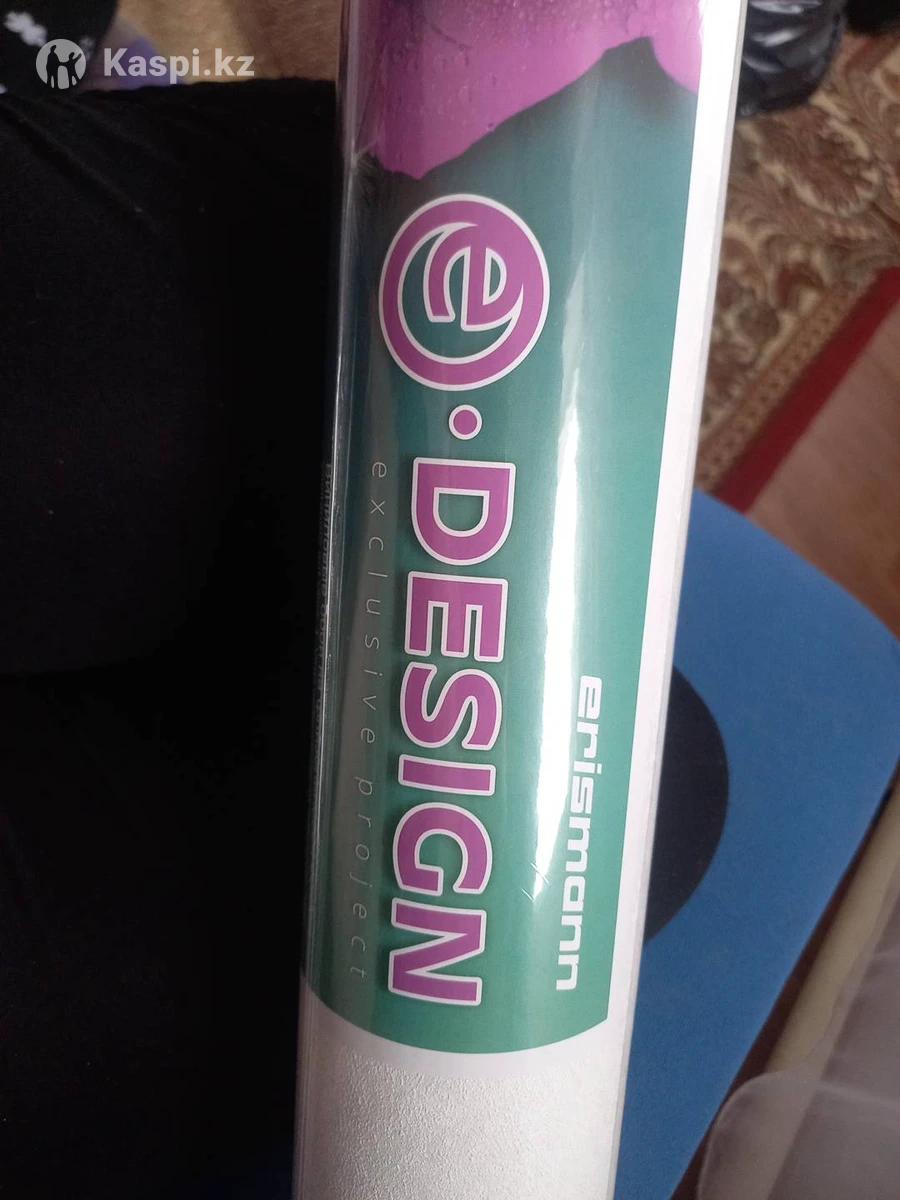 Kaspi.kz
erismann
e·DESIGN
exclusive project